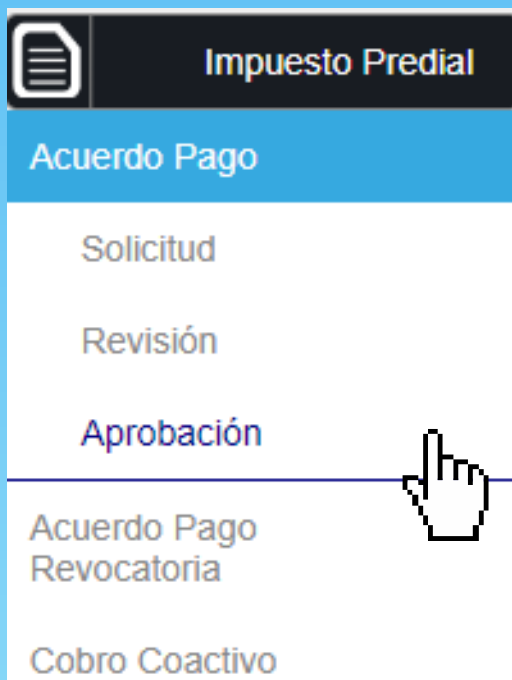 Impuesto Predial
Acuerdo Pago
Solicitud
Revisión
Aprobación
Acuerdo Pago
Revocatoria
Cobro Coactivo